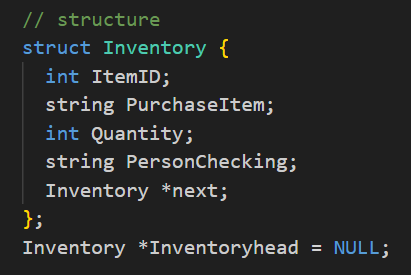 // structure
struct Inventory {
  int ItemID;
  string PurchaseItem;
  int Quantity;
  string PersonChecking;
  Inventory *next;
};
Inventory *Inventoryhead = NULL;